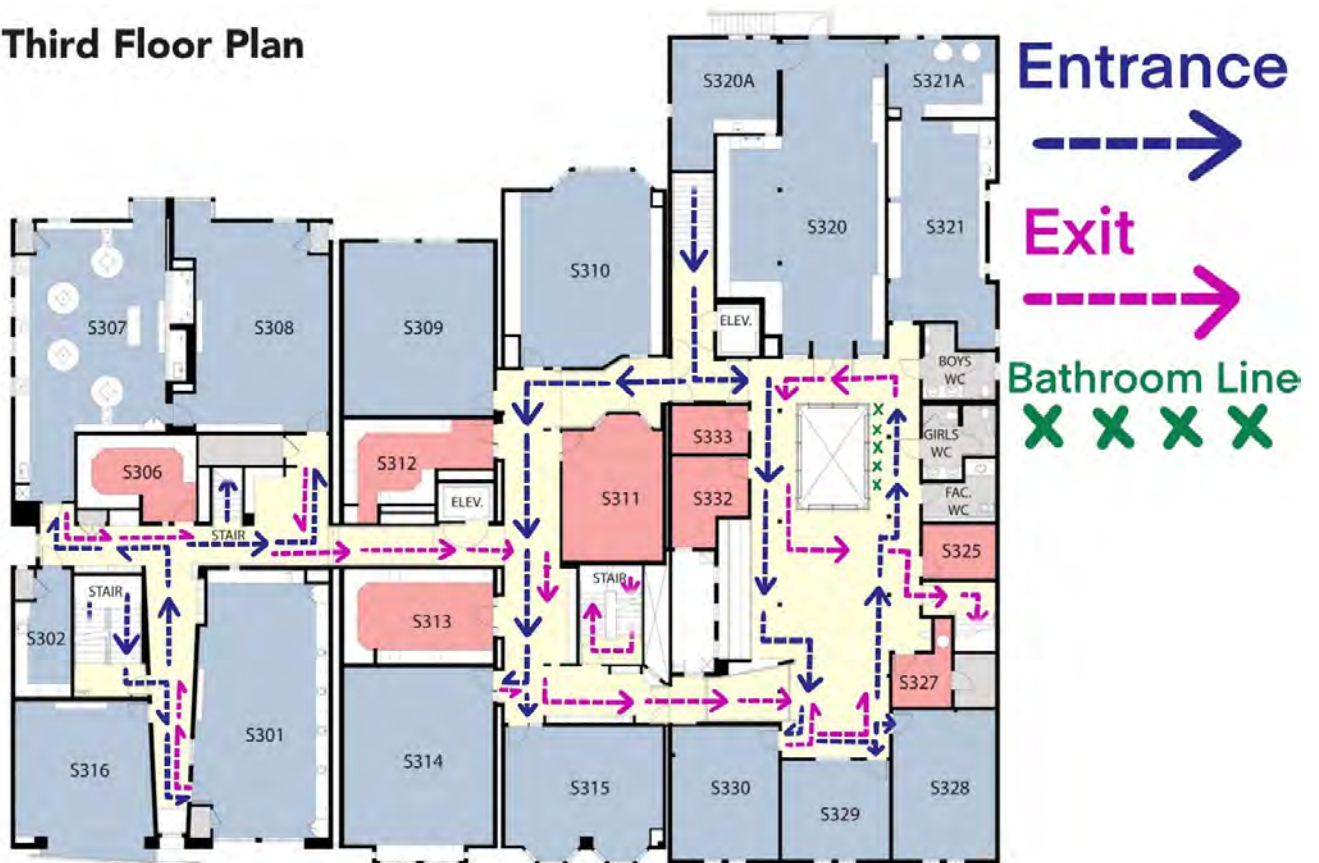 Third Floor Plan
Entrance
Exit
Bathroom Line
S320A
S321A
S320
S321
S310
S307
S308
S309
ELEV.
BOYS
WC
S333
GIRLS
WC
S306
S312
S311
S332
ELEV.
FAC.
WC
STAIR
S325
STAIR
STAIR
S302
S313
S327
S301
S316
S314
S315
S330
S329
S328